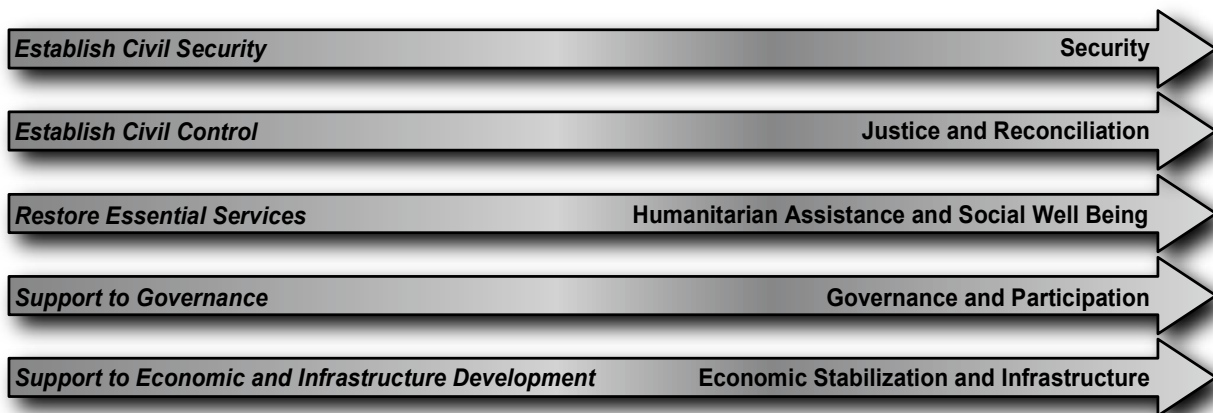 Establish Civil Security Security
Establish Civil Control Justice and Reconciliation
Restore Essential Services Humanitarian Assistance and Social Well Being
Support to Governance Governance and Participation
Support to Economic and Infrastructure Development Economic Stabilization and Infrastructure